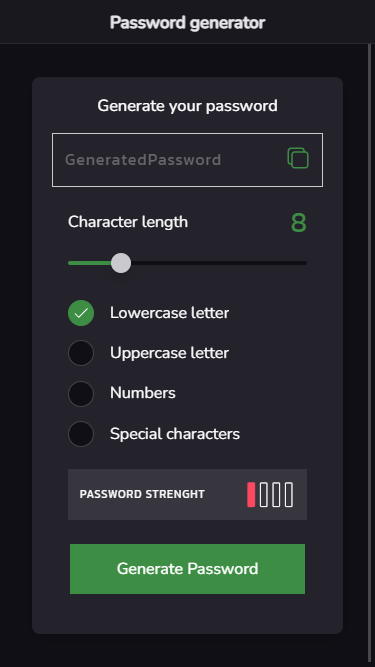 Password generator
Generate your password
GeneratedPassword
Character length 8
Lowercase letter
Uppercase letter
Numbers
Special characters
PASSWORD STRENGHT
Generate Password